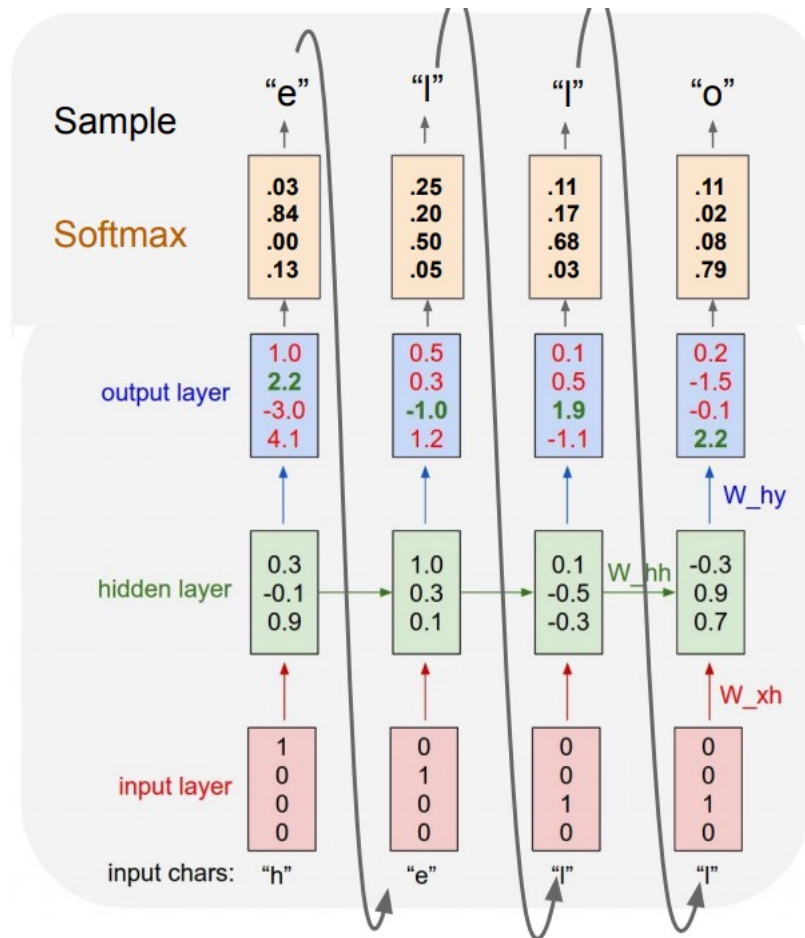 Sample
“e” “l” “l” “o”
Softmax
.03 .25 .11 .11
.84 .20 .17 .02
.00 .50 .68 .08
.13 .05 .03 .79
output layer
1.0 0.5 0.1 0.2
2.2 0.3 0.5 -1.5
-3.0 -1.0 1.9 -0.1
4.1 1.2 -1.1 2.2
W_hy
hidden layer
0.3 1.0 0.1 -0.3
-0.1 0.3 -0.5 0.9
0.9 0.1 -0.3 0.7
W_hh
W_xh
input layer
1 0 0 0
0 1 0 0
0 0 1 1
0 0 0 0
input chars: “h” “e” “l” “l”